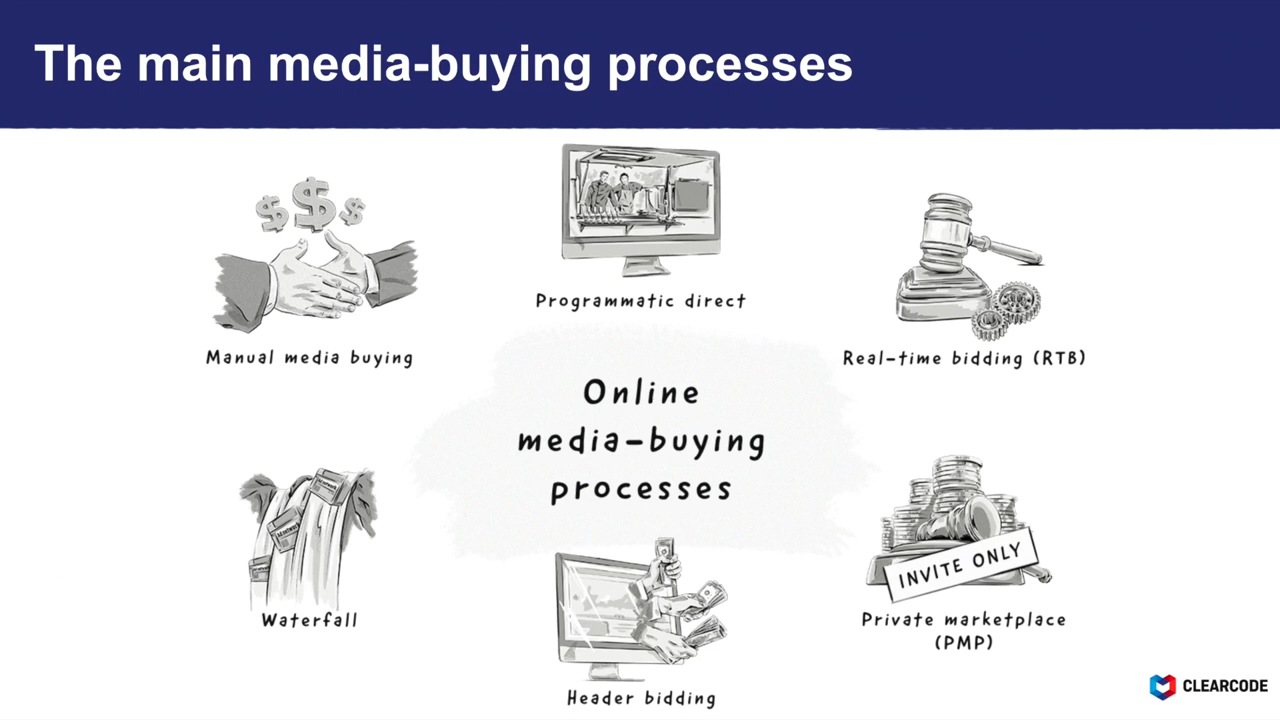 The main media-buying processes
Programmatic direct
Manual media buying
Real-time bidding (RTB)
Online
media-buying
processes
INVITE ONLY
Waterfall
Private marketplace
(PMP)
Header bidding
CLEARCODE